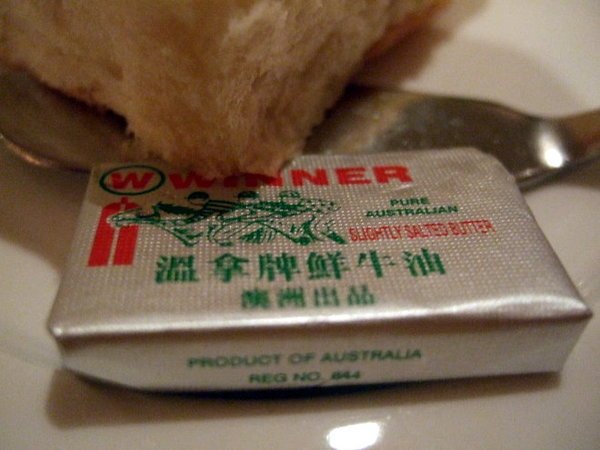 W WINNER
PURE
AUSTRALIAN
SLIGHTLY SALTED BUTTER
溫拿牌鮮牛油
澳洲出品
PRODUCT OF AUSTRALIA
REG NO. 844